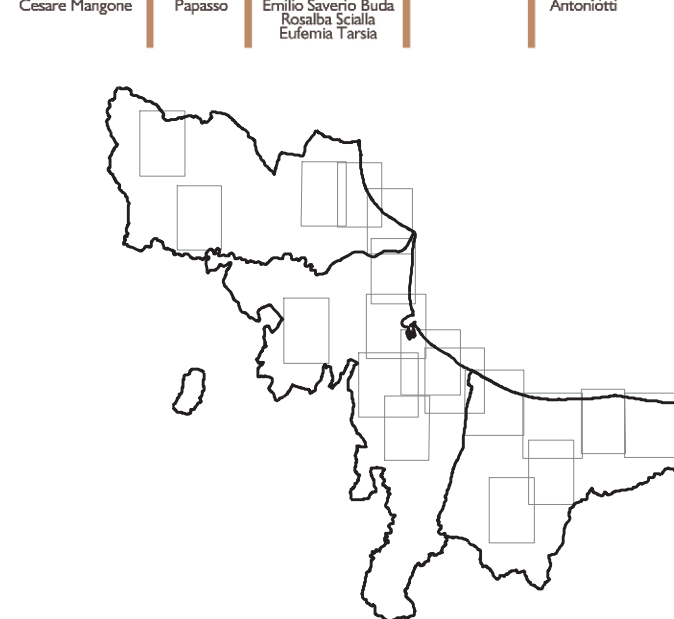 Cesare Mangone
Papasso
Emilio Saverio Buda
Rosalba Scialla
Eufemia Tarsia
Antoniotti